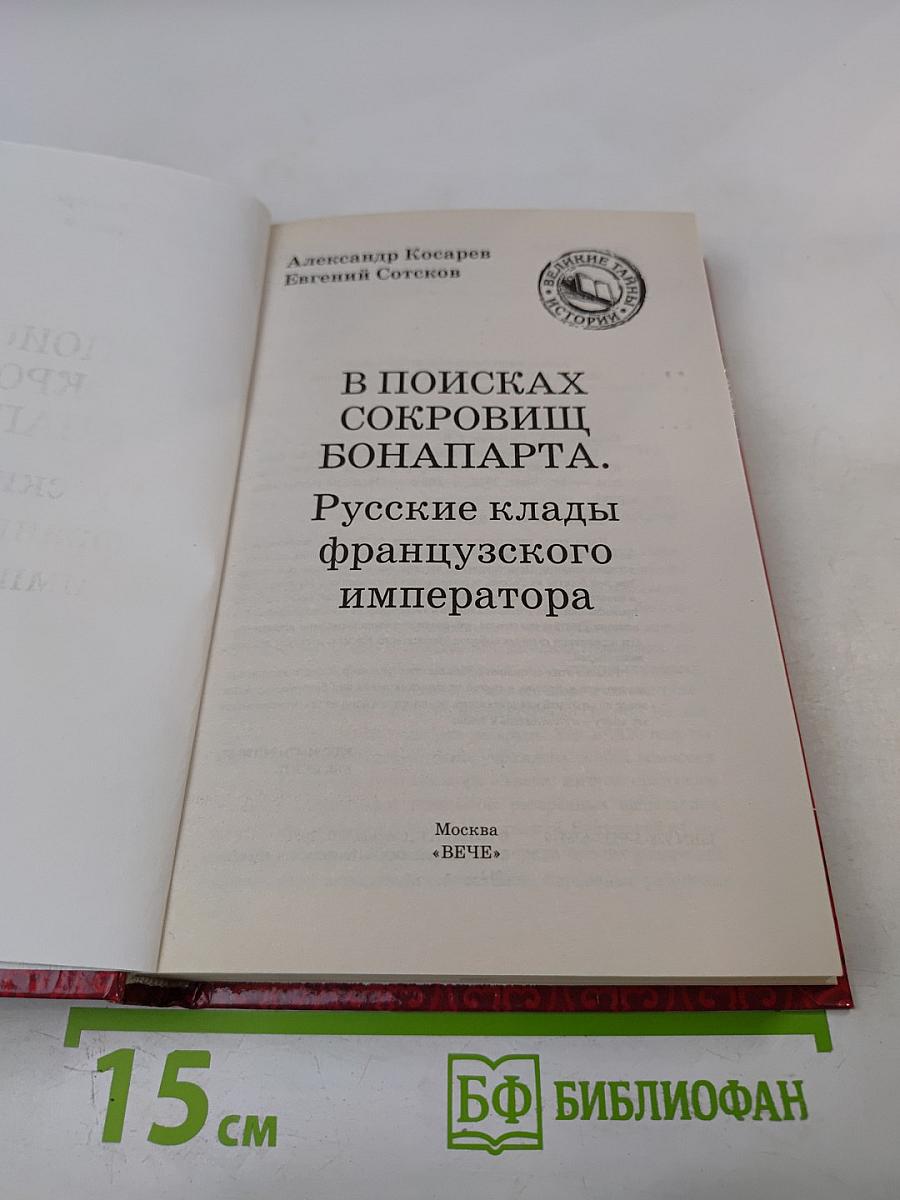 Александр Косарев
Евгений Сотсков
ВЕЛИКИЕ ТАЙНЫ
ИСТОРИИ
В ПОИСКАХ
СОКРОВИЩ
БОНАПАРТА.
Русские клады
французского
императора
Москва
«ВЕЧЕ»
15 см
БФ БИБЛИОФАН